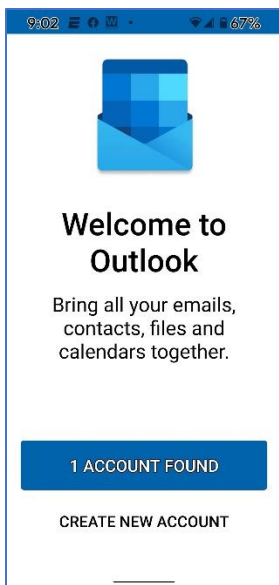 9:02 67%
Welcome to
Outlook
Bring all your emails,
contacts, files and
calendars together.
1 ACCOUNT FOUND
CREATE NEW ACCOUNT